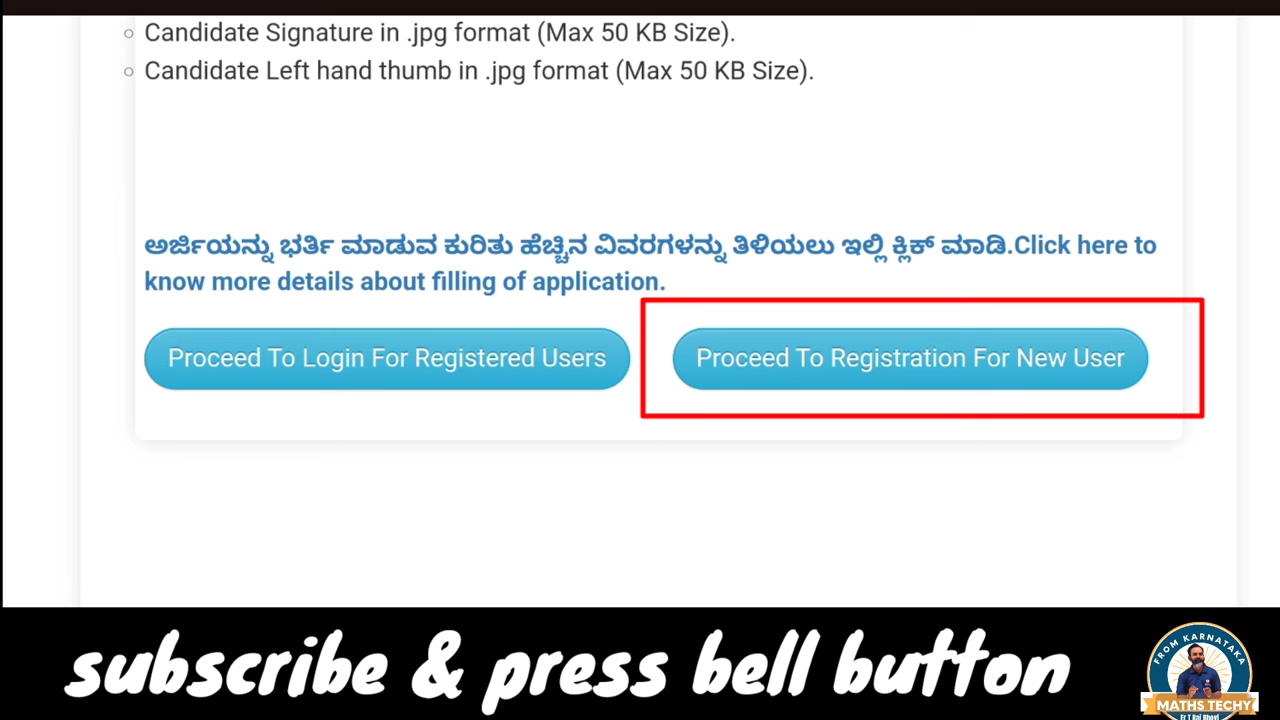 Candidate Signature in .jpg format (Max 50 KB Size).
Candidate Left hand thumb in .jpg format (Max 50 KB Size).
ಅರ್ಜಿಯನ್ನು ಭರ್ತಿ ಮಾಡುವ ಕುರಿತು ಹೆಚ್ಚಿನ ವಿವರಗಳನ್ನು ತಿಳಿಯಲು ಇಲ್ಲಿ ಕ್ಲಿಕ್ ಮಾಡಿ.Click here to
know more details about filling of application.
Proceed To Login For Registered Users
Proceed To Registration For New User
subscribe & press bell button
FROM KARNATAKA
MATHS TECHY